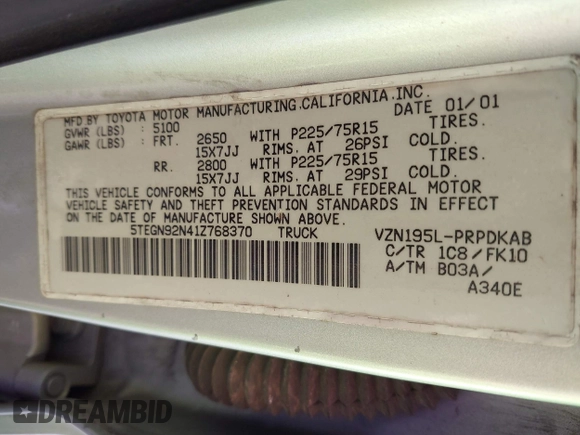 MFD BY TOYOTA MOTOR MANUFACTURING.CALIFORNIA.INC.
GVWR (LBS) : 5100 DATE 01/01
GAWR (LBS) : FRT. 2650 WITH P225/75R15 TIRES.
15X7JJ RIMS. AT 26PSI COLD.
RR. 2800 WITH P225/75R15 TIRES.
15X7JJ RIMS. AT 29PSI COLD.
THIS VEHICLE CONFORMS TO ALL APPLICABLE FEDERAL MOTOR
VEHICLE SAFETY AND THEFT PREVENTION STANDARDS IN EFFECT
ON THE DATE OF MANUFACTURE SHOWN ABOVE.
5TEGN92N41Z768370 TRUCK VZN195L-PRPDKAB
C/TR 1C8/FK10
A/TM B03A/
A340E
DREAMBID